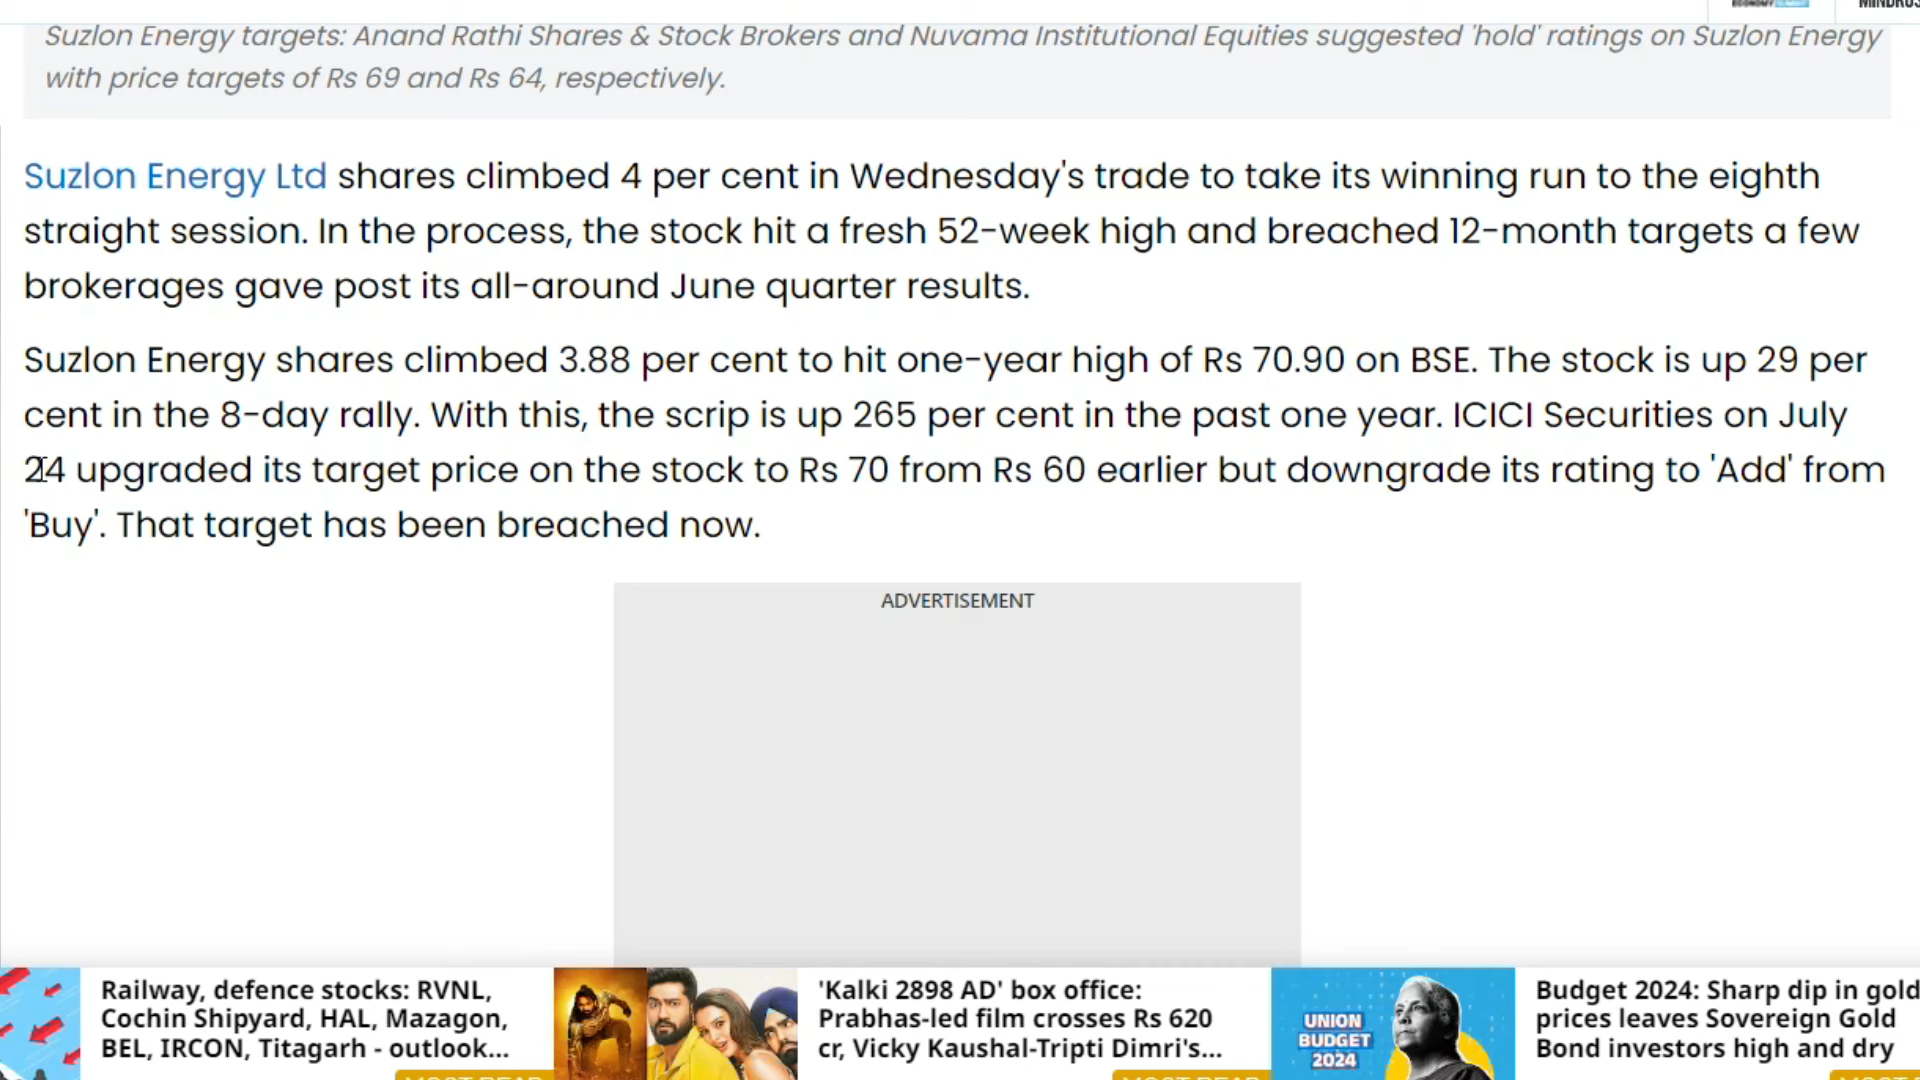 ECONOMY SUMMIT
Suzlon Energy targets: Anand Rathi Shares & Stock Brokers and Nuvama Institutional Equities suggested 'hold' ratings on Suzlon Energy
with price targets of Rs 69 and Rs 64, respectively.
Suzlon Energy Ltd shares climbed 4 per cent in Wednesday's trade to take its winning run to the eighth
straight session. In the process, the stock hit a fresh 52-week high and breached 12-month targets a few
brokerages gave post its all-around June quarter results.
Suzlon Energy shares climbed 3.88 per cent to hit one-year high of Rs 70.90 on BSE. The stock is up 29 per
cent in the 8-day rally. With this, the scrip is up 265 per cent in the past one year. ICICI Securities on July
24 upgraded its target price on the stock to Rs 70 from Rs 60 earlier but downgrade its rating to 'Add' from
'Buy'. That target has been breached now.
ADVERTISEMENT
Railway, defence stocks: RVNL,
Cochin Shipyard, HAL, Mazagon,
BEL, IRCON, Titagarh - outlook...
MOST READ
'Kalki 2898 AD' box office:
Prabhas-led film crosses Rs 620
cr, Vicky Kaushal-Tripti Dimri's...
MOST READ
UNION
BUDGET
2024
Budget 2024: Sharp dip in gold
prices leaves Sovereign Gold
Bond investors high and dry